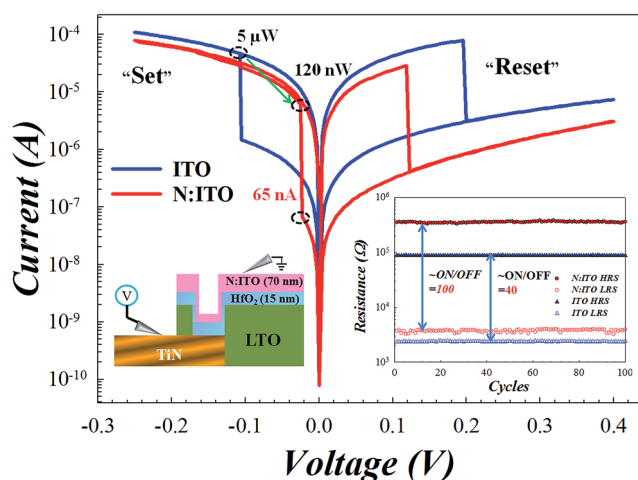 10⁻⁴
10⁻⁵
10⁻⁶
10⁻⁷
10⁻⁸
10⁻⁹
10⁻¹⁰
Current (A)
5 µW
120 nW
“Set”
“Reset”
ITO
N:ITO
65 nA
V
N:ITO (70 nm)
HfO₂ (15 nm)
LTO
TiN
10⁶
10⁵
10⁴
10³
Resistance (Ω)
~ON/OFF
=100
~ON/OFF
=40
N:ITO HRS
N:ITO LRS
ITO HRS
ITO LRS
0 20 40 60 80 100
Cycles
-0.3 -0.2 -0.1 0.0 0.1 0.2 0.3 0.4
Voltage (V)